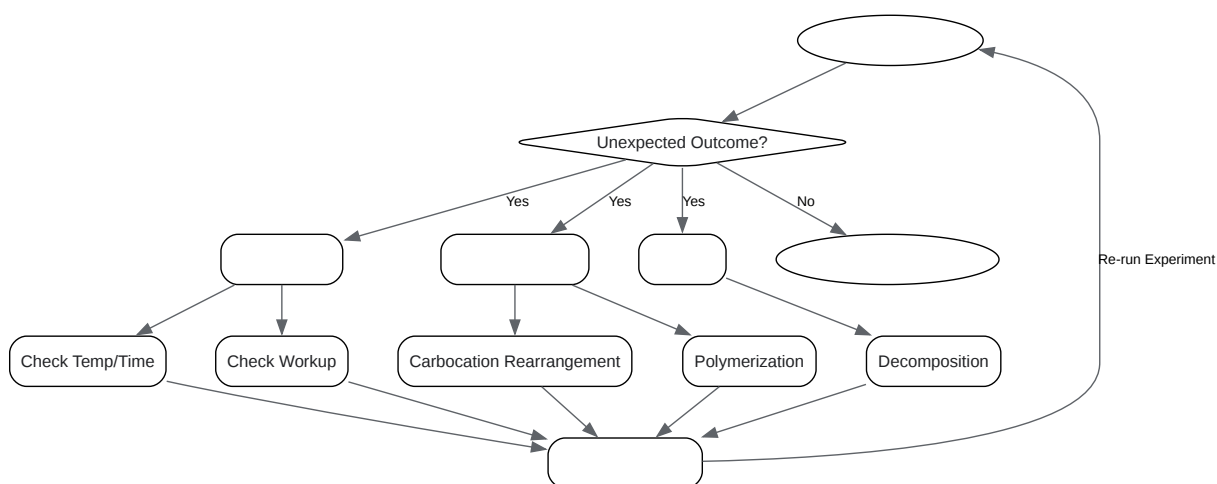 Unexpected Outcome?
Yes
Yes
Yes
No
Re-run Experiment
Check Temp/Time
Check Workup
Carbocation Rearrangement
Polymerization
Decomposition